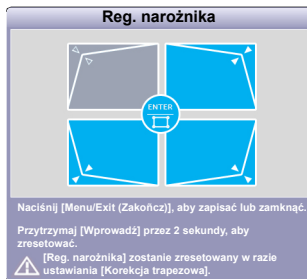 Reg. narożnika
ENTER
Naciśnij [Menu/Exit (Zakończ)], aby zapisać lub zamknąć.
Przytrzymaj [Wprowadź] przez 2 sekundy, aby
zresetować.
[Reg. narożnika] zostanie zresetowany w razie
ustawiania [Korekcja trapezowa].